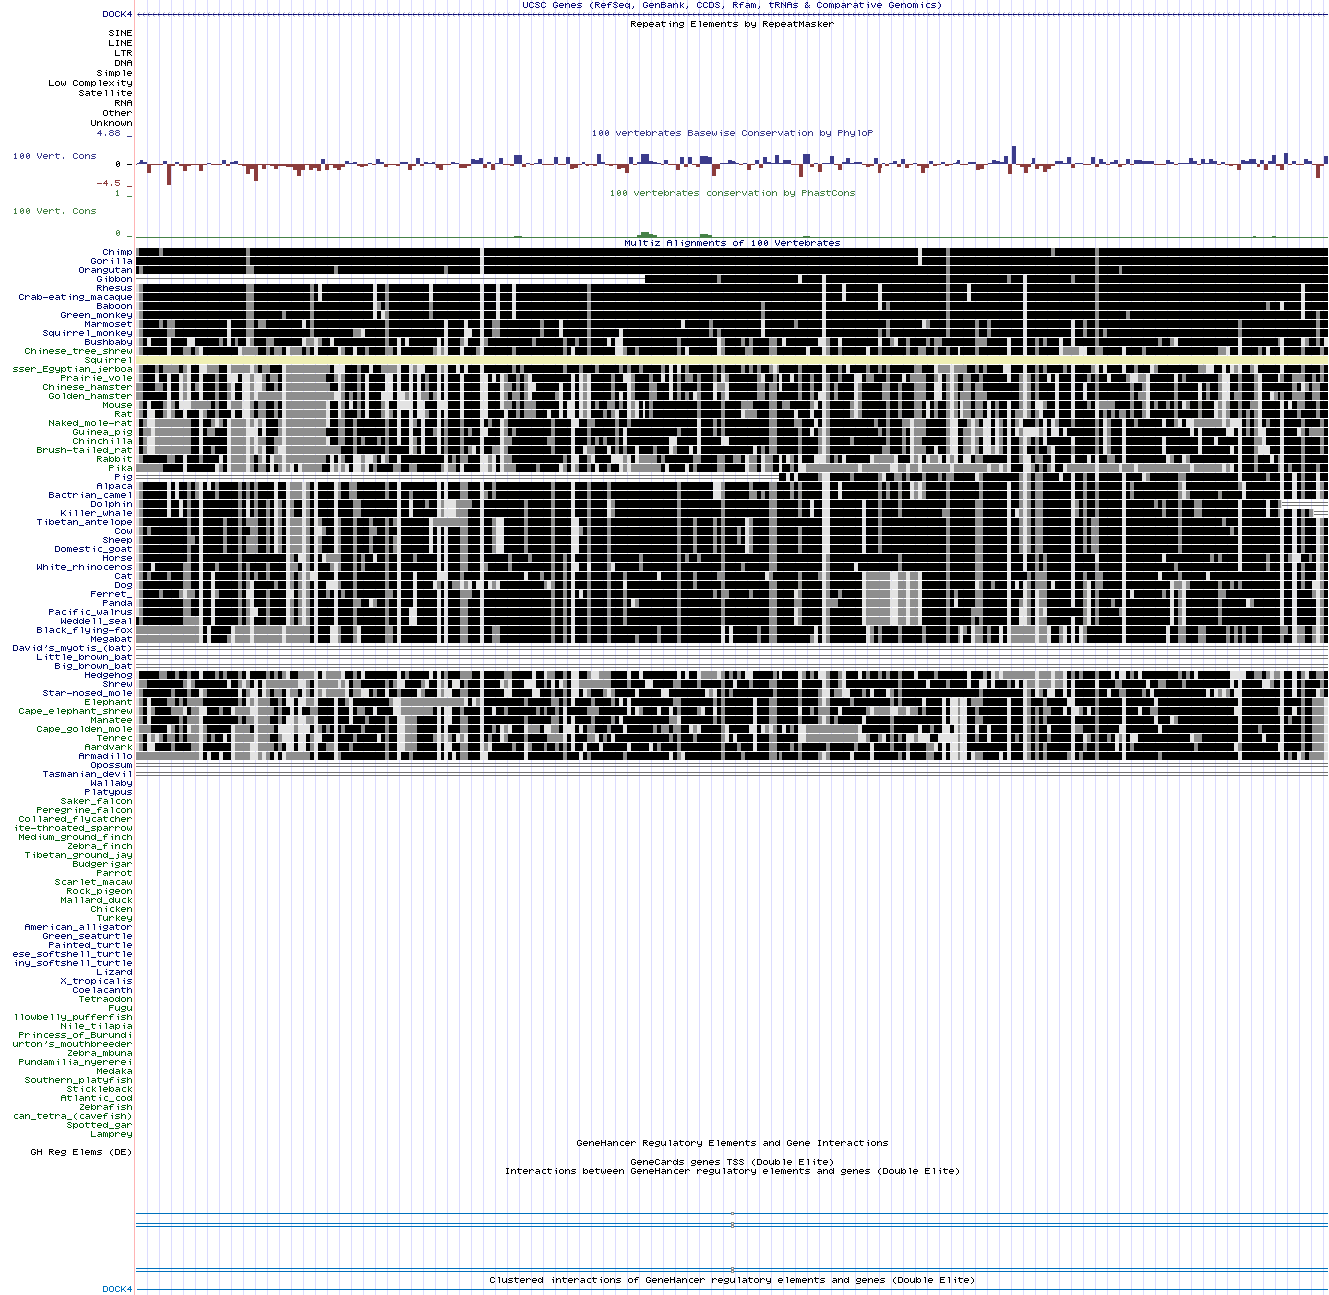 UCSC Genes (RefSeq, GenBank, CCDS, Rfam, tRNAs & Comparative Genomics)
DOCK4
Repeating Elements by RepeatMasker
SINE
LINE
LTR
DNA
Simple
Low Complexity
Satellite
RNA
Other
Unknown
4.88 _
100 vertebrates Basewise Conservation by PhyloP
100 Vert. Cons
0 _
-4.5 _
100 vertebrates conservation by PhastCons
1 _
100 Vert. Cons
0 _
Multiz Alignments of 100 Vertebrates
Chimp
Gorilla
Orangutan
Gibbon
Rhesus
Crab-eating_macaque
Baboon
Green_monkey
Marmoset
Squirrel_monkey
Bushbaby
Chinese_tree_shrew
Squirrel
sser_Egyptian_jerboa
Prairie_vole
Chinese_hamster
Golden_hamster
Mouse
Rat
Naked_mole-rat
Guinea_pig
Chinchilla
Brush-tailed_rat
Rabbit
Pika
Pig
Alpaca
Bactrian_camel
Dolphin
Killer_whale
Tibetan_antelope
Cow
Sheep
Domestic_goat
Horse
White_rhinoceros
Cat
Dog
Ferret_
Panda
Pacific_walrus
Weddell_seal
Black_flying-fox
Megabat
David's_myotis_(bat)
Little_brown_bat
Big_brown_bat
Hedgehog
Shrew
Star-nosed_mole
Elephant
Cape_elephant_shrew
Manatee
Cape_golden_mole
Tenrec
Aardvark
Armadillo
Opossum
Tasmanian_devil
Wallaby
Platypus
Saker_falcon
Peregrine_falcon
Collared_flycatcher
ite-throated_sparrow
Medium_ground_finch
Zebra_finch
Tibetan_ground_jay
Budgerigar
Parrot
Scarlet_macaw
Rock_pigeon
Mallard_duck
Chicken
Turkey
American_alligator
Green_seaturtle
Painted_turtle
ese_softshell_turtle
iny_softshell_turtle
Lizard
X_tropicalis
Coelacanth
Tetraodon
Fugu
llowbelly_pufferfish
Nile_tilapia
Princess_of_Burundi
urton's_mouthbreeder
Zebra_mbuna
Pundamilia_nyererei
Medaka
Southern_platyfish
Stickleback
Atlantic_cod
Zebrafish
can_tetra_(cavefish)
Spotted_gar
Lamprey
GeneHancer Regulatory Elements and Gene Interactions
GH Reg Elems (DE)
GeneCards genes TSS (Double Elite)
Interactions between GeneHancer regulatory elements and genes (Double Elite)
Clustered interactions of GeneHancer regulatory elements and genes (Double Elite)
DOCK4